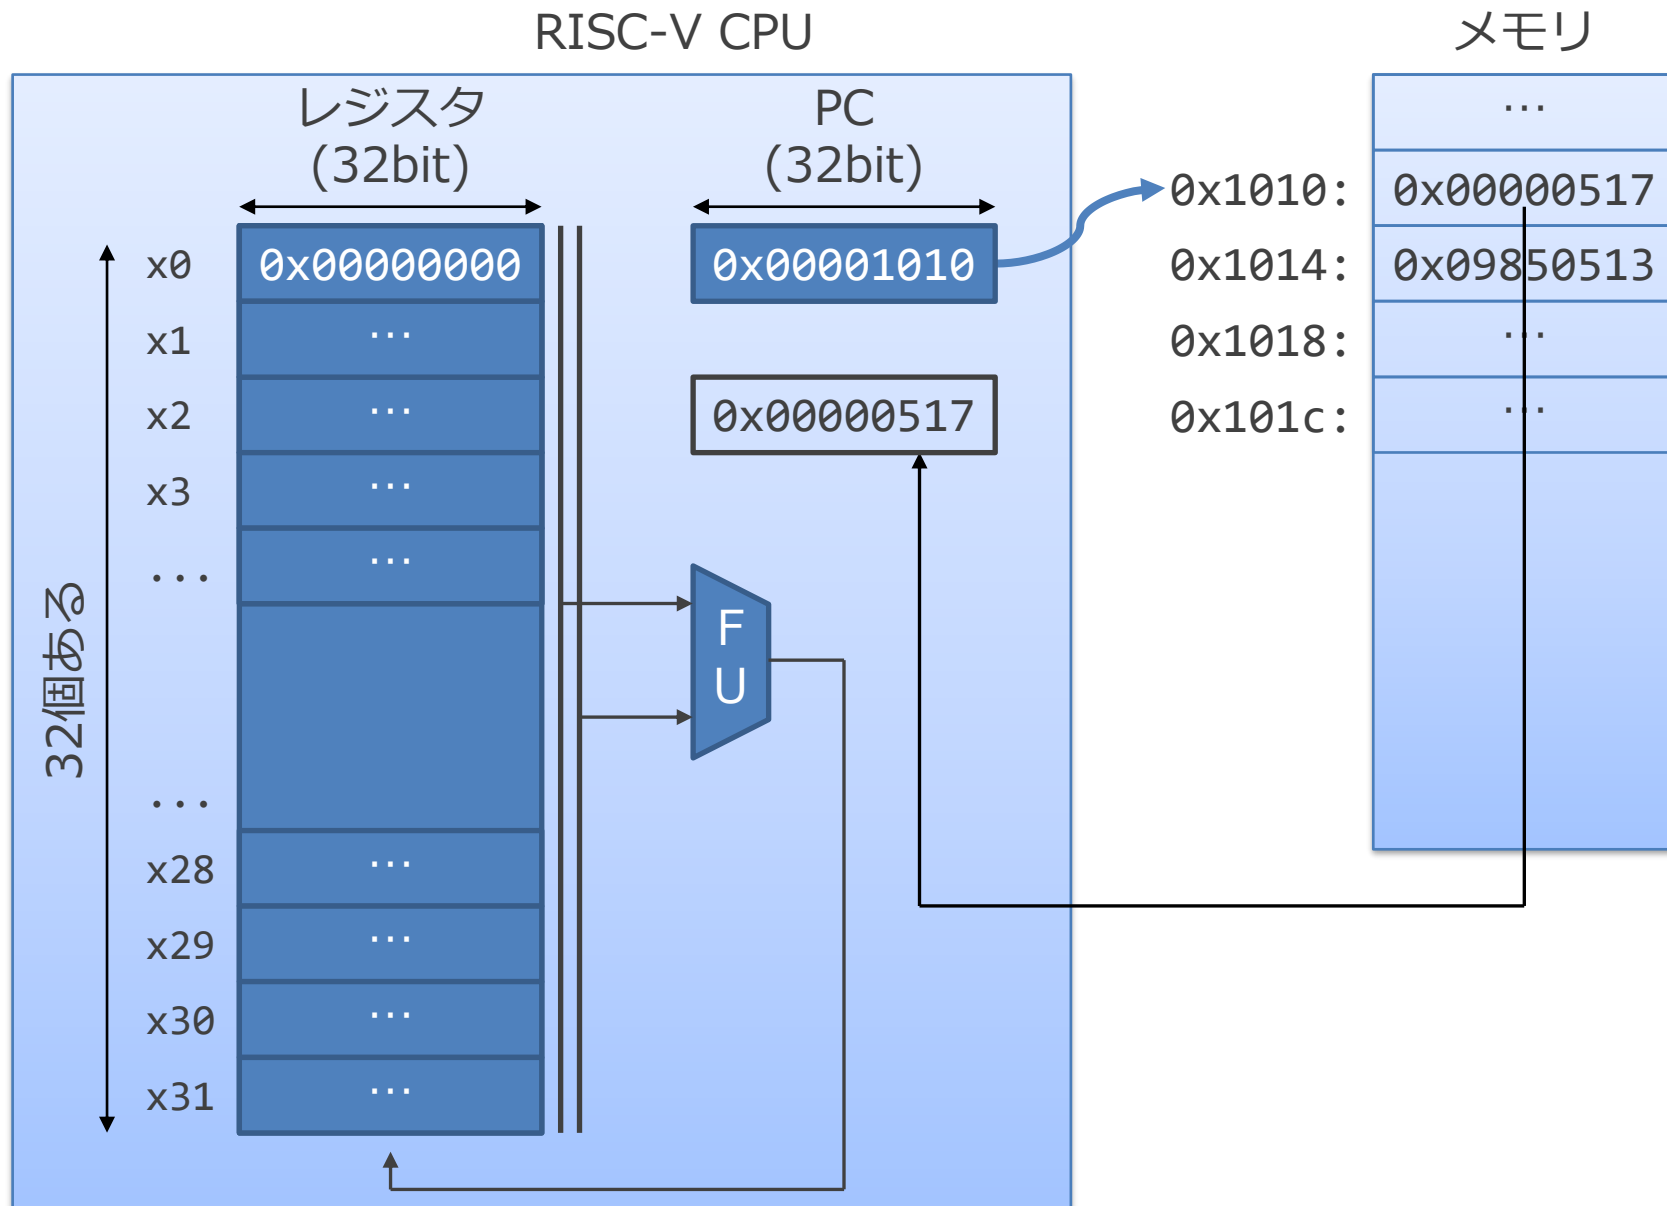 RISC-V CPU
メモリ
レジスタ
(32bit)
PC
(32bit)
32個ある
x0
0x00000000
x1
…
x2
…
x3
…
...
…
...
x28
…
x29
…
x30
…
x31
…
0x00001010
0x00000517
F
U
…
0x1010: 0x00000517
0x1014: 0x09850513
0x1018: …
0x101c: …